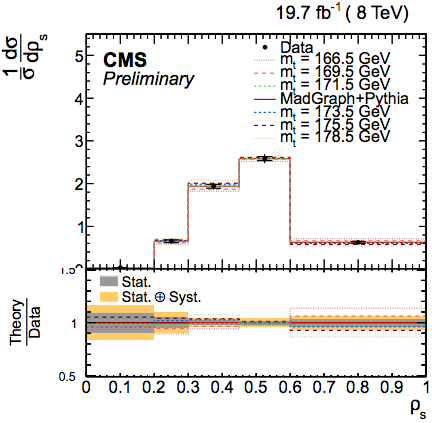 19.7 fb-1 ( 8 TeV)
1 dσ
σ dρs
CMS
Preliminary
Data
mt = 166.5 GeV
mt = 169.5 GeV
mt = 171.5 GeV
MadGraph+Pythia
mt = 173.5 GeV
mt = 175.5 GeV
mt = 178.5 GeV
5
4
3
2
1
Theory
Data
1.5
1
0.5
Stat.
Stat. ⊕ Syst.
0 0.1 0.2 0.3 0.4 0.5 0.6 0.7 0.8 0.9 1
ρs